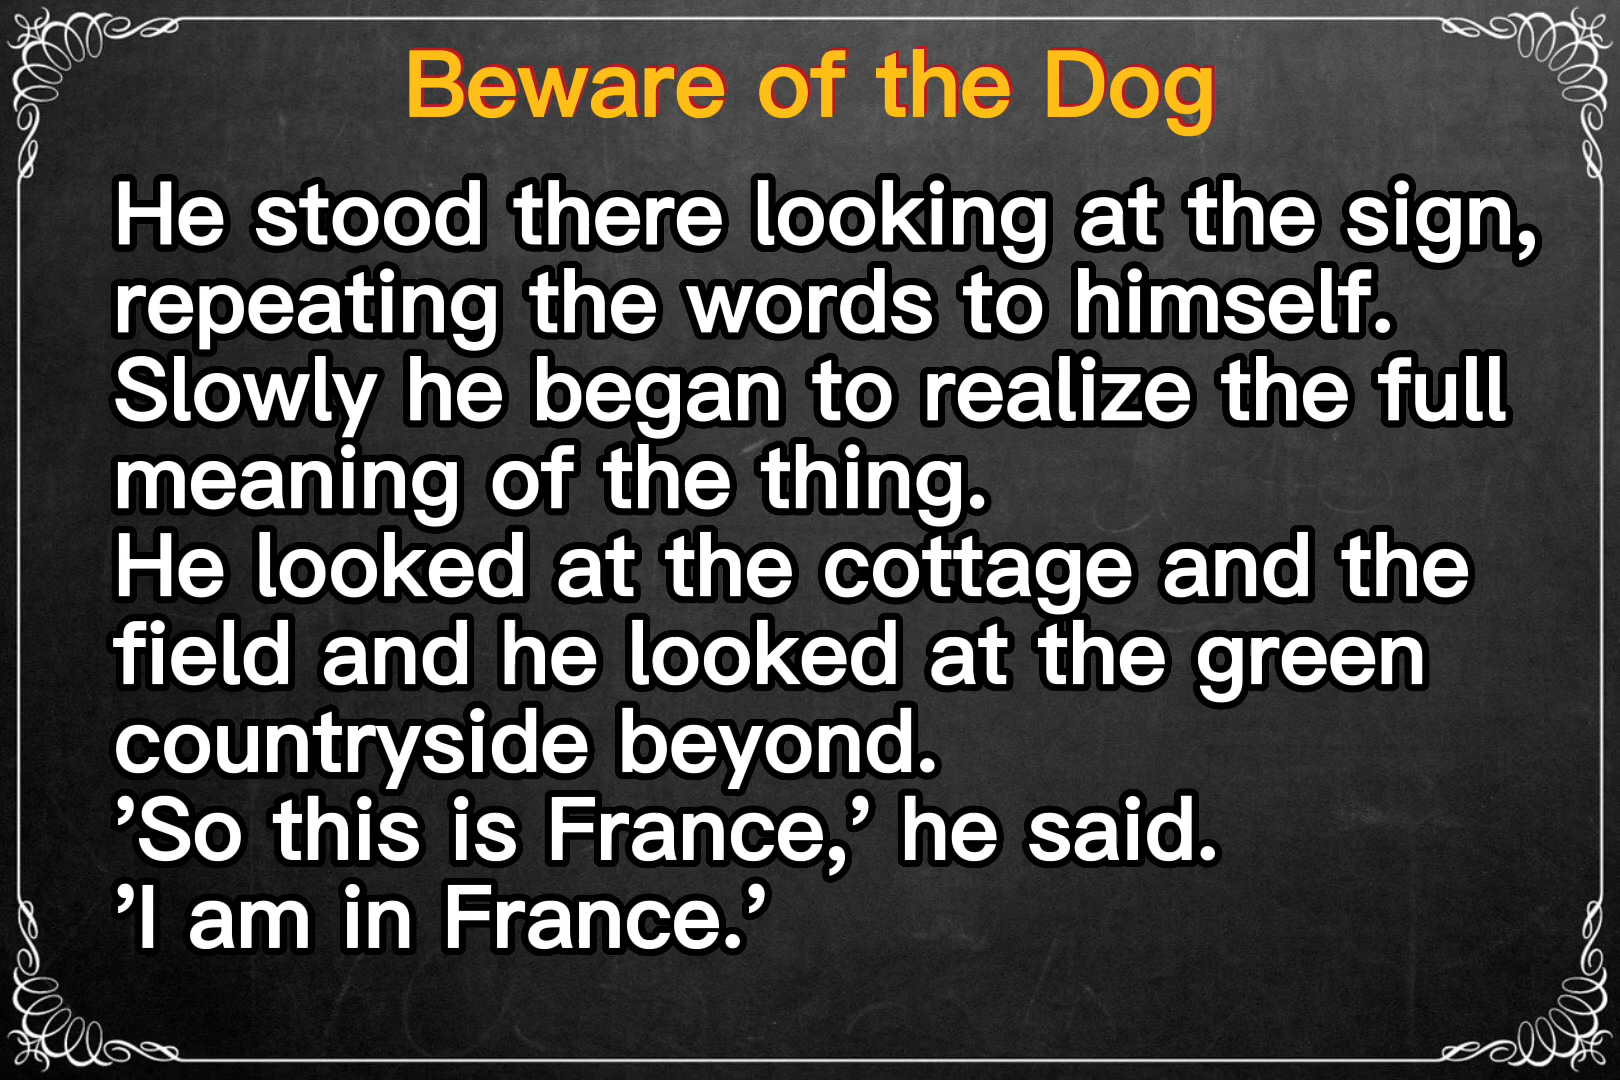 Beware of the Dog
He stood there looking at the sign,
repeating the words to himself.
Slowly he began to realize the full
meaning of the thing.
He looked at the cottage and the
field and he looked at the green
countryside beyond.
’So this is France,’ he said.
’I am in France.’